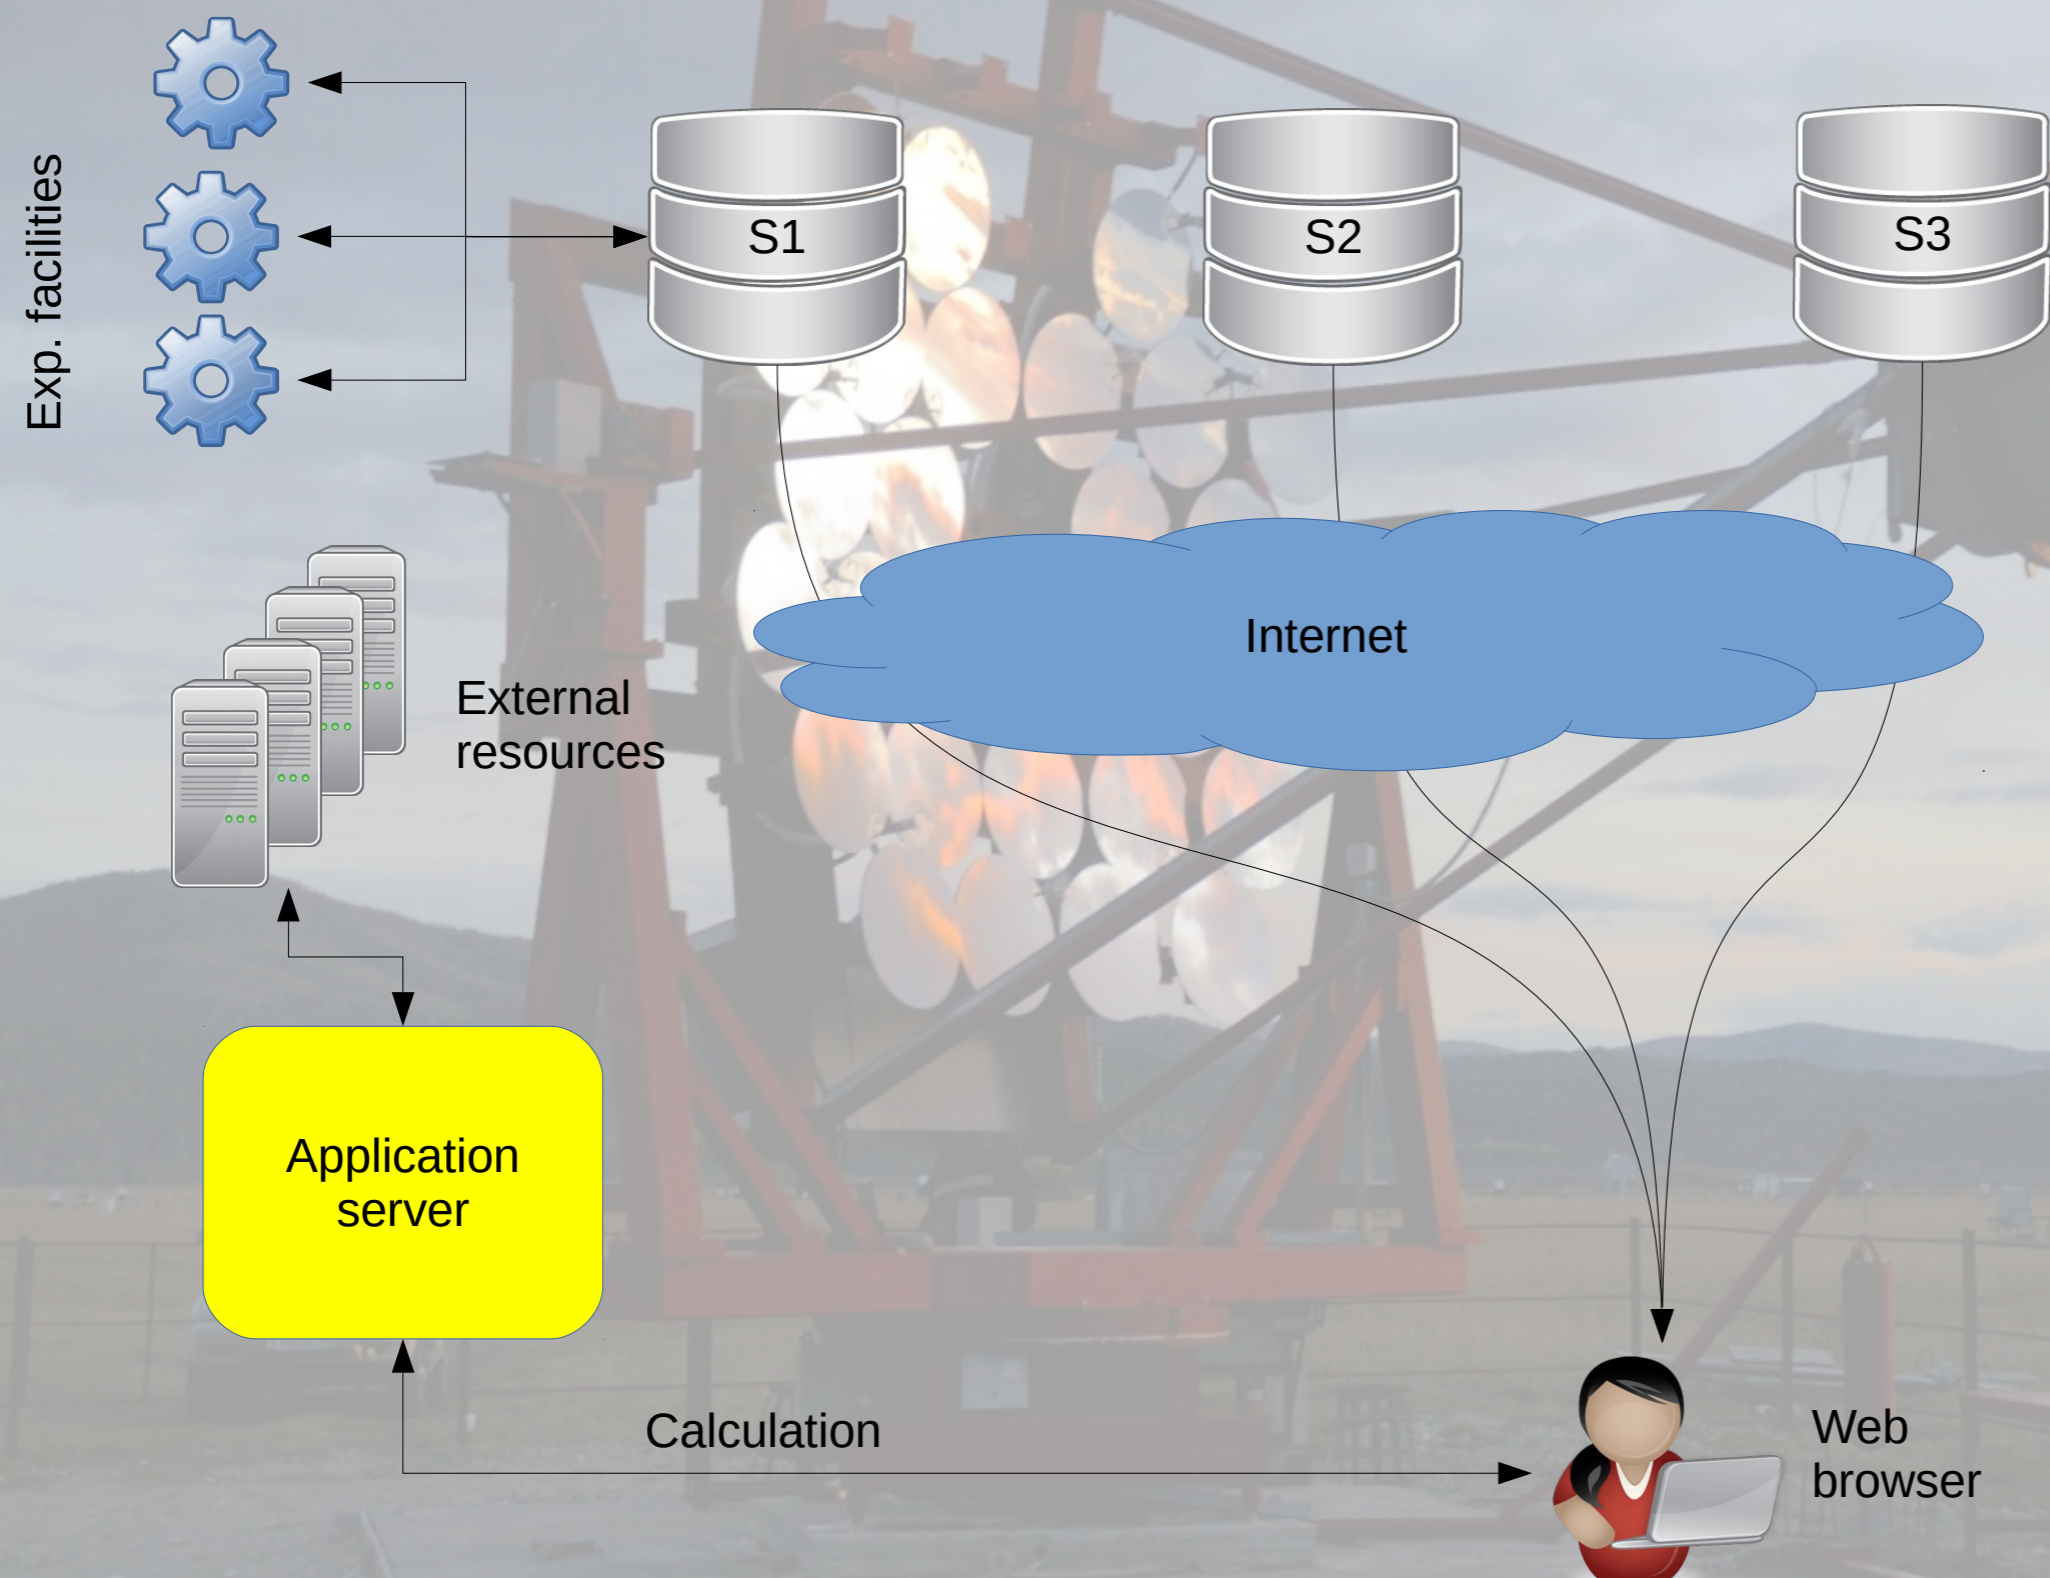 Exp. facilities
S1
S2
S3
Internet
External
resources
Application
server
Calculation
Web
browser